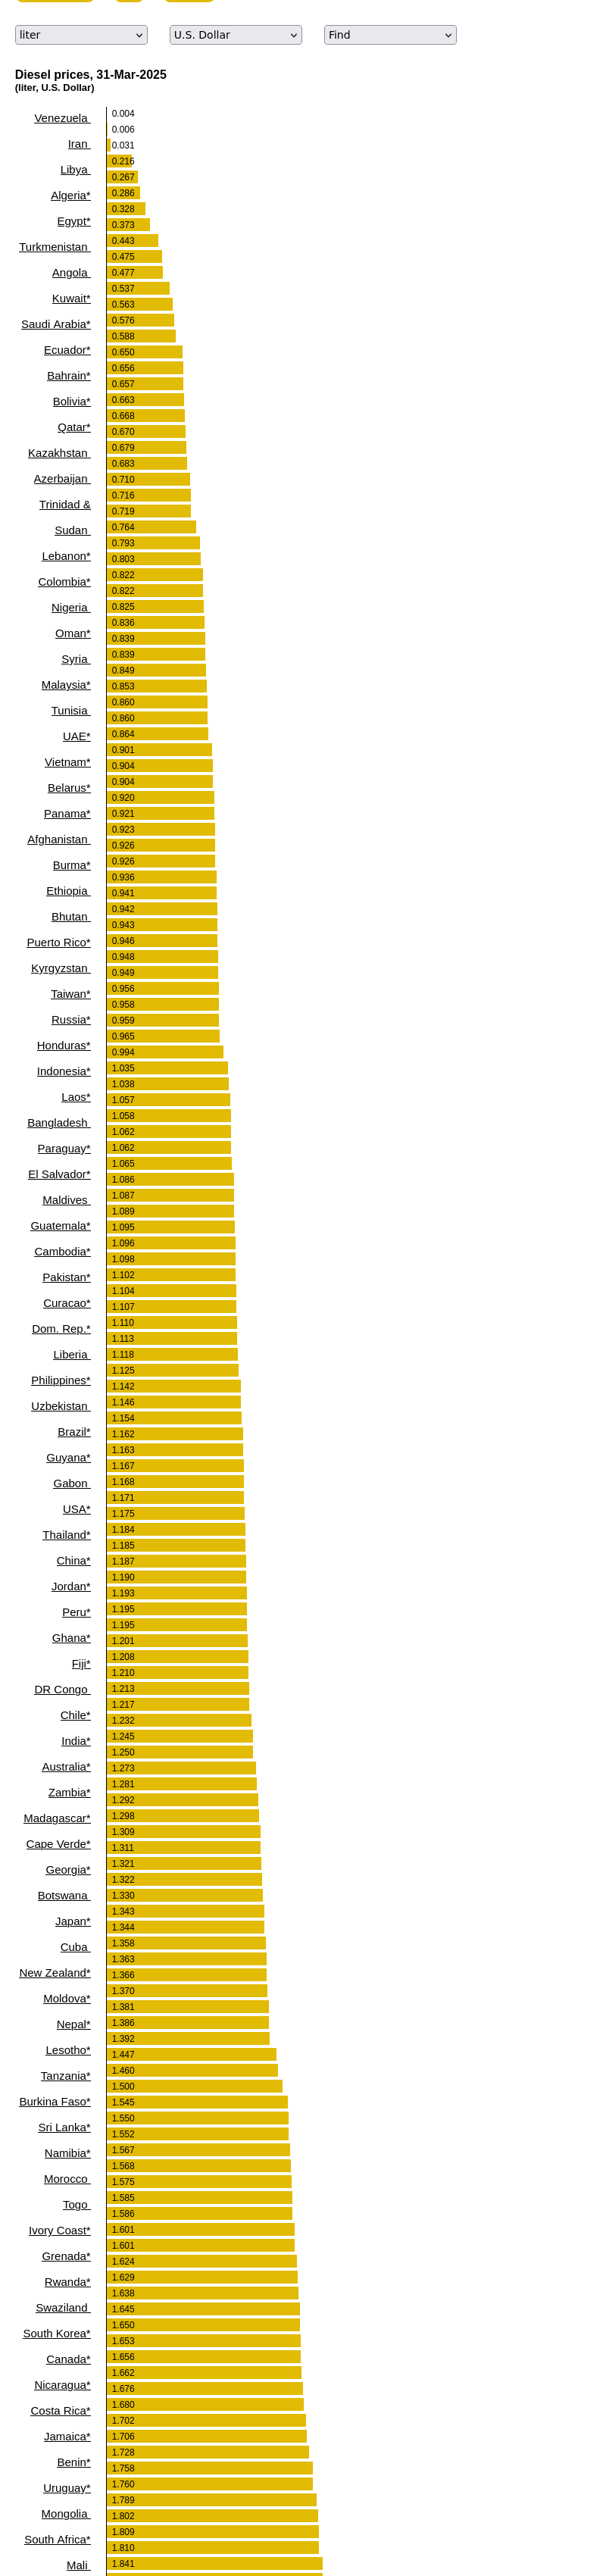 liter U.S. Dollar Find
Diesel prices, 31-Mar-2025
(liter, U.S. Dollar)
Venezuela
Iran
Libya
Algeria*
Egypt*
Turkmenistan
Angola
Kuwait*
Saudi Arabia*
Ecuador*
Bahrain*
Bolivia*
Qatar*
Kazakhstan
Azerbaijan
Trinidad &
Sudan
Lebanon*
Colombia*
Nigeria
Oman*
Syria
Malaysia*
Tunisia
UAE*
Vietnam*
Belarus*
Panama*
Afghanistan
Burma*
Ethiopia
Bhutan
Puerto Rico*
Kyrgyzstan
Taiwan*
Russia*
Honduras*
Indonesia*
Laos*
Bangladesh
Paraguay*
El Salvador*
Maldives
Guatemala*
Cambodia*
Pakistan*
Curacao*
Dom. Rep.*
Liberia
Philippines*
Uzbekistan
Brazil*
Guyana*
Gabon
USA*
Thailand*
China*
Jordan*
Peru*
Ghana*
Fiji*
DR Congo
Chile*
India*
Australia*
Zambia*
Madagascar*
Cape Verde*
Georgia*
Botswana
Japan*
Cuba
New Zealand*
Moldova*
Nepal*
Lesotho*
Tanzania*
Burkina Faso*
Sri Lanka*
Namibia*
Morocco
Togo
Ivory Coast*
Grenada*
Rwanda*
Swaziland
South Korea*
Canada*
Nicaragua*
Costa Rica*
Jamaica*
Benin*
Uruguay*
Mongolia
South Africa*
Mali
0.004
0.006
0.031
0.216
0.267
0.286
0.328
0.373
0.443
0.475
0.477
0.537
0.563
0.576
0.588
0.650
0.656
0.657
0.663
0.668
0.670
0.679
0.683
0.710
0.716
0.719
0.764
0.793
0.803
0.822
0.822
0.825
0.836
0.839
0.839
0.849
0.853
0.860
0.860
0.864
0.901
0.904
0.904
0.920
0.921
0.923
0.926
0.926
0.936
0.941
0.942
0.943
0.946
0.948
0.949
0.956
0.958
0.959
0.965
0.994
1.035
1.038
1.057
1.058
1.062
1.062
1.065
1.086
1.087
1.089
1.095
1.096
1.098
1.102
1.104
1.107
1.110
1.113
1.118
1.125
1.142
1.146
1.154
1.162
1.163
1.167
1.168
1.171
1.175
1.184
1.185
1.187
1.190
1.193
1.195
1.195
1.201
1.208
1.210
1.213
1.217
1.232
1.245
1.250
1.273
1.281
1.292
1.298
1.309
1.311
1.321
1.322
1.330
1.343
1.344
1.358
1.363
1.366
1.370
1.381
1.386
1.392
1.447
1.460
1.500
1.545
1.550
1.552
1.567
1.568
1.575
1.585
1.586
1.601
1.601
1.624
1.629
1.638
1.645
1.650
1.653
1.656
1.662
1.676
1.680
1.702
1.706
1.728
1.758
1.760
1.789
1.802
1.809
1.810
1.841